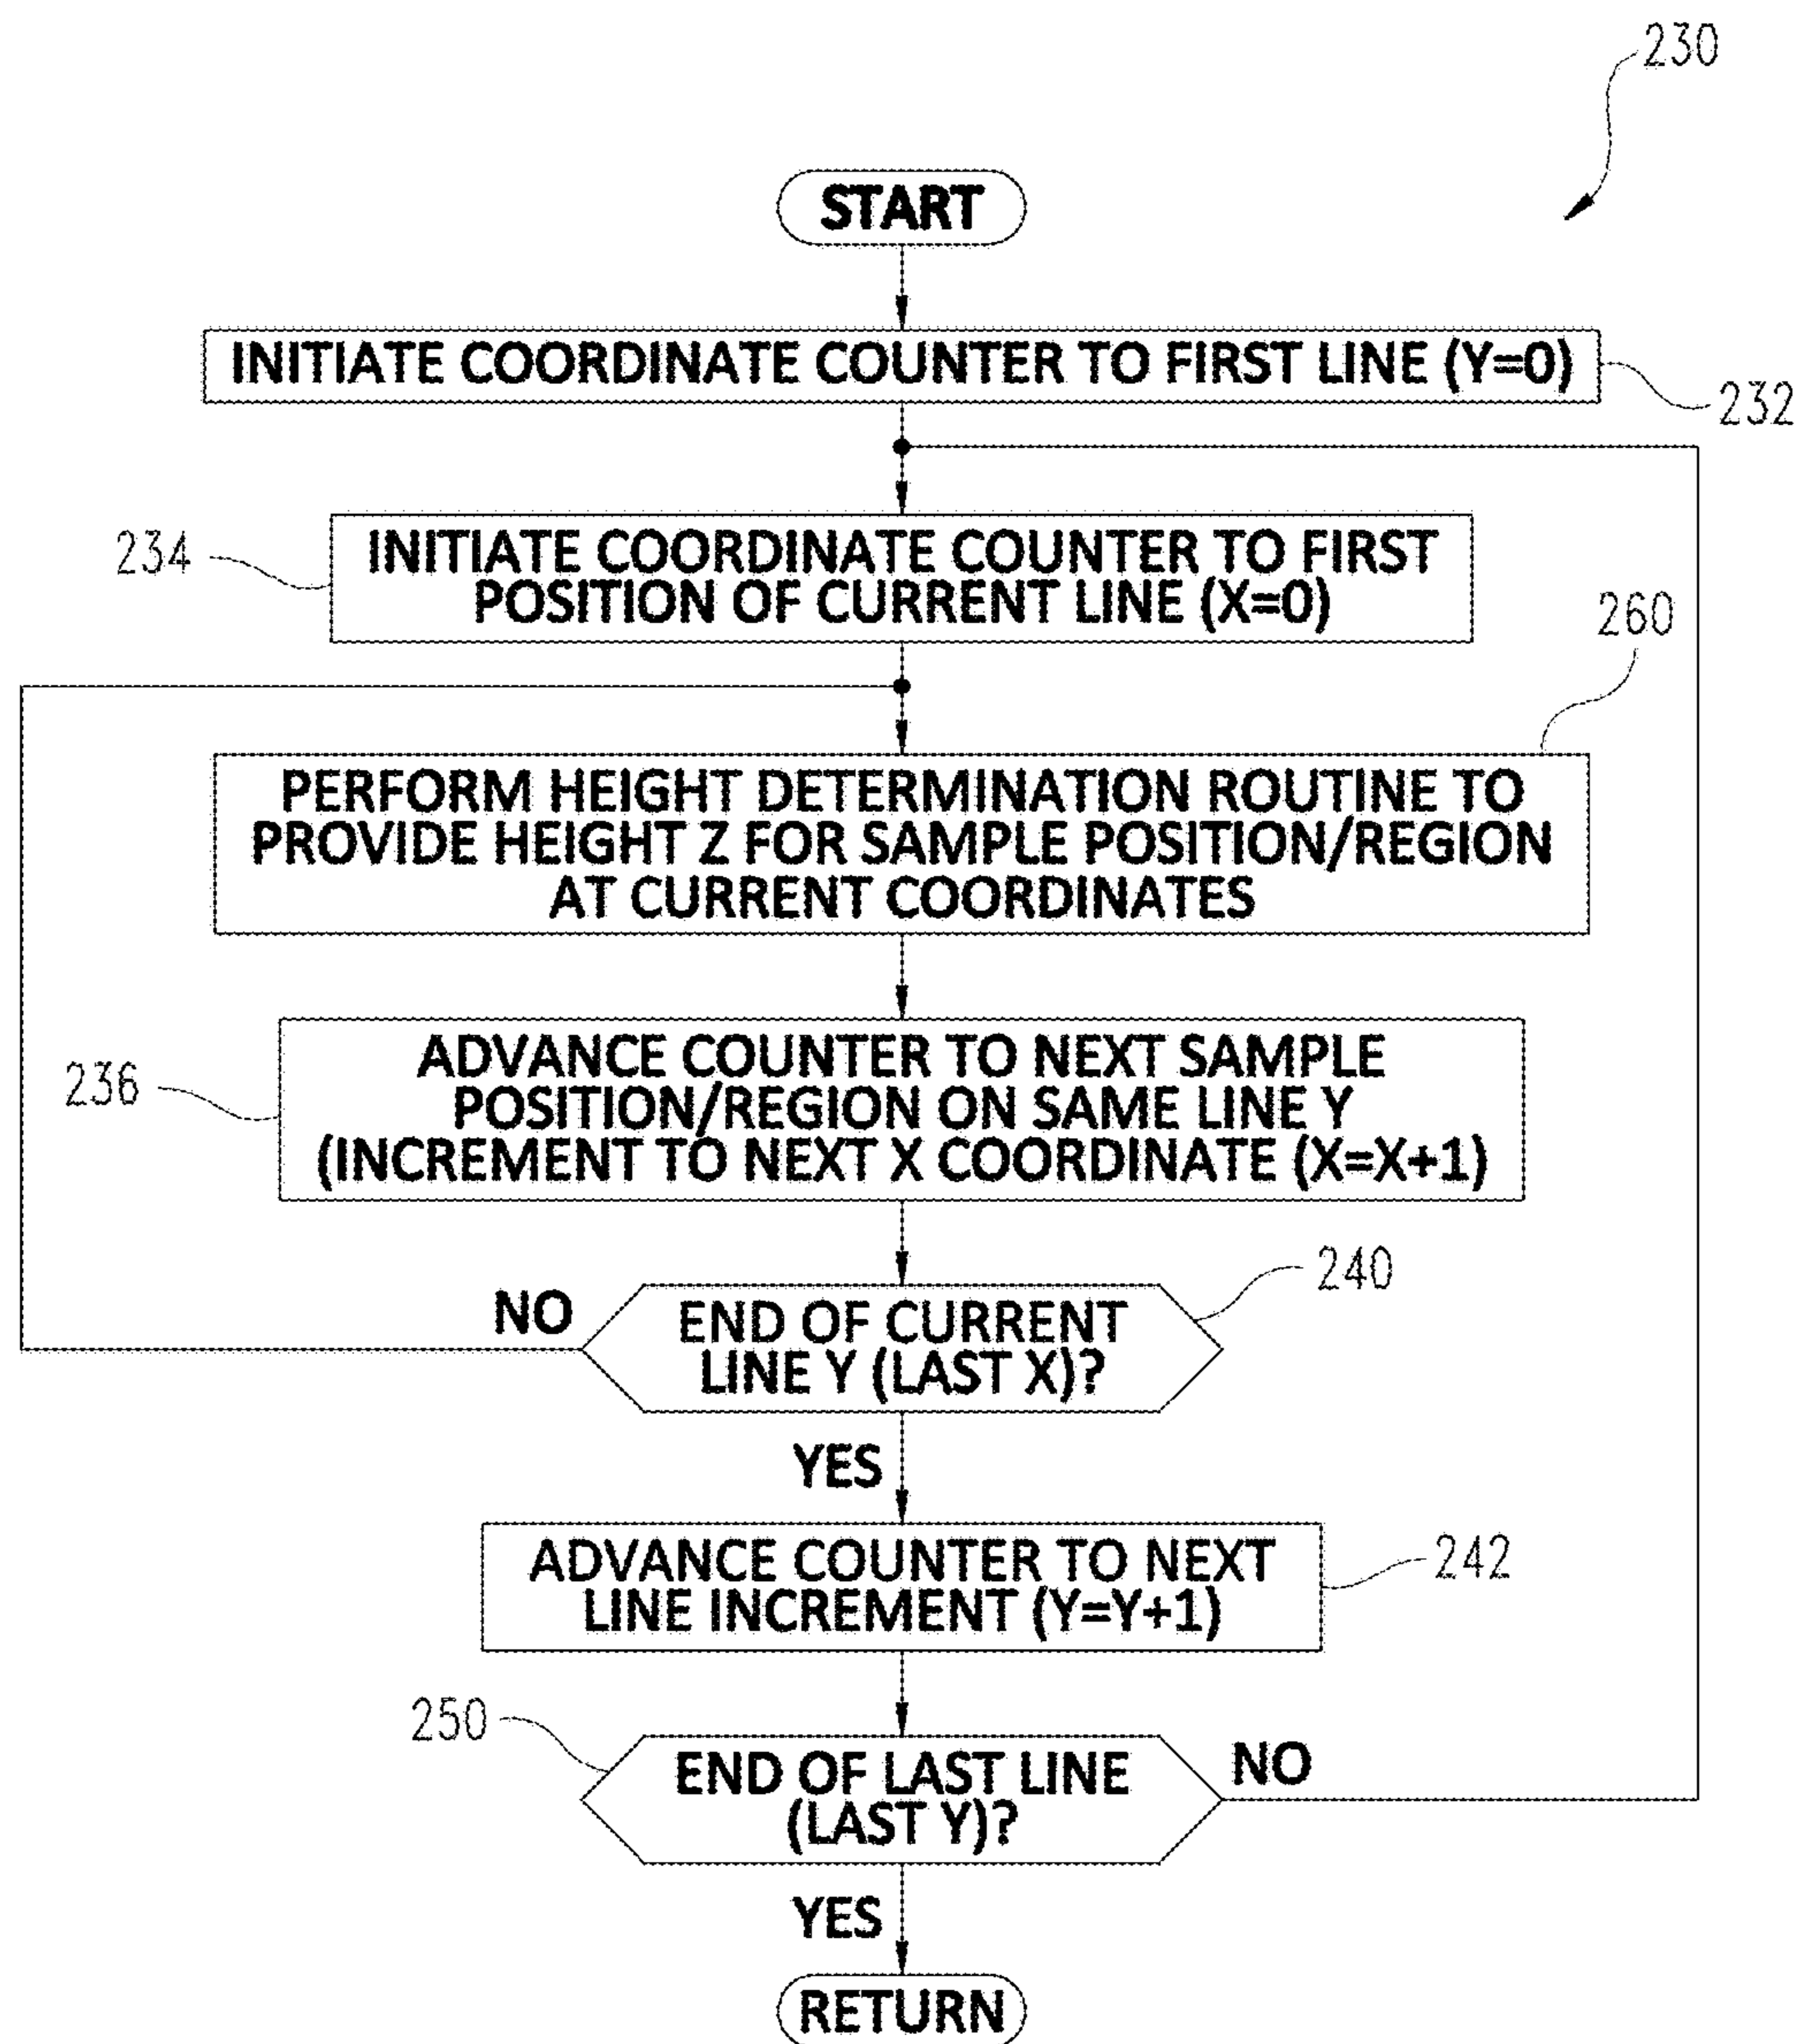 230
START
INITIATE COORDINATE COUNTER TO FIRST LINE (Y=0)
232
234
INITIATE COORDINATE COUNTER TO FIRST
POSITION OF CURRENT LINE (X=0)
260
PERFORM HEIGHT DETERMINATION ROUTINE TO
PROVIDE HEIGHT Z FOR SAMPLE POSITION/REGION
AT CURRENT COORDINATES
236
ADVANCE COUNTER TO NEXT SAMPLE
POSITION/REGION ON SAME LINE Y
(INCREMENT TO NEXT X COORDINATE (X=X+1)
240
NO
END OF CURRENT
LINE Y (LAST X)?
YES
ADVANCE COUNTER TO NEXT
LINE INCREMENT (Y=Y+1)
242
250
END OF LAST LINE
(LAST Y)?
NO
YES
RETURN